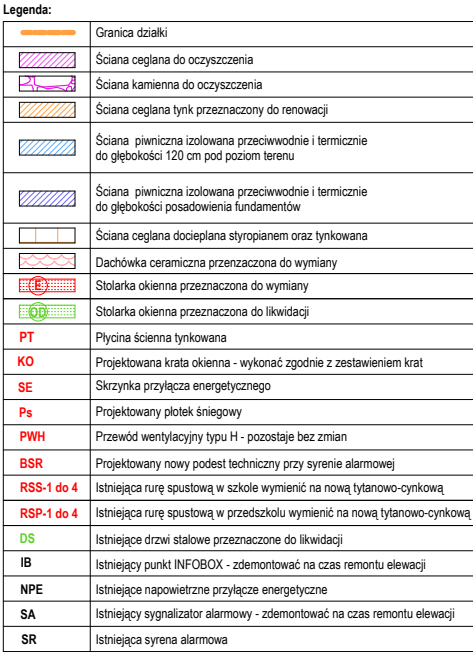 Legenda:
Granica działki
Ściana ceglana do oczyszczenia
Ściana kamienna do oczyszczenia
Ściana ceglana tynk przeznaczony do renowacji
Ściana piwniczna izolowana przeciwwodnie i termicznie
do głębokości 120 cm pod poziom terenu
Ściana piwniczna izolowana przeciwwodnie i termicznie
do głębokości posadowienia fundamentów
Ściana ceglana docieplana styropianem oraz tynkowana
Dachówka ceramiczna przenzaczona do wymiany
E Stolarka okienna przeznaczona do wymiany
OD Stolarka okienna przeznaczona do likwidacji
PT Płycina ścienna tynkowana
KO Projektowana krata okienna - wykonać zgodnie z zestawieniem krat
SE Skrzynka przyłącza energetycznego
Ps Projektowany płotek śniegowy
PWH Przewód wentylacyjny typu H - pozostaje bez zmian
BSR Projektowany nowy podest techniczny przy syrenie alarmowej
RSS-1 do 4 Istniejąca rurę spustową w szkole wymienić na nową tytanowo-cynkową
RSP-1 do 4 Istniejąca rurę spustową w przedszkolu wymienić na nową tytanowo-cynkową
DS Istniejące drzwi stalowe przeznaczone do likwidacji
IB Istniejący punkt INFOBOX - zdemontować na czas remontu elewacji
NPE Istniejące napowietrzne przyłącze energetyczne
SA Istniejący sygnalizator alarmowy - zdemontować na czas remontu elewacji
SR Istniejąca syrena alarmowa